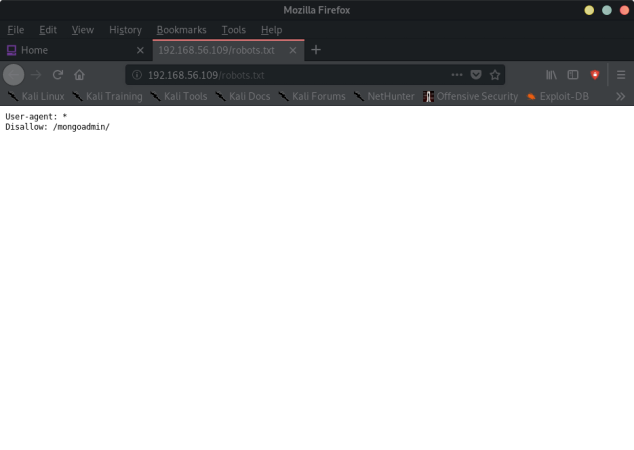 Mozilla Firefox
File Edit View History Bookmarks Tools Help
Home 192.168.56.109/robots.txt
192.168.56.109/robots.txt
Kali Linux Kali Training Kali Tools Kali Docs Kali Forums NetHunter Offensive Security Exploit-DB
User-agent: *
Disallow: /mongoadmin/